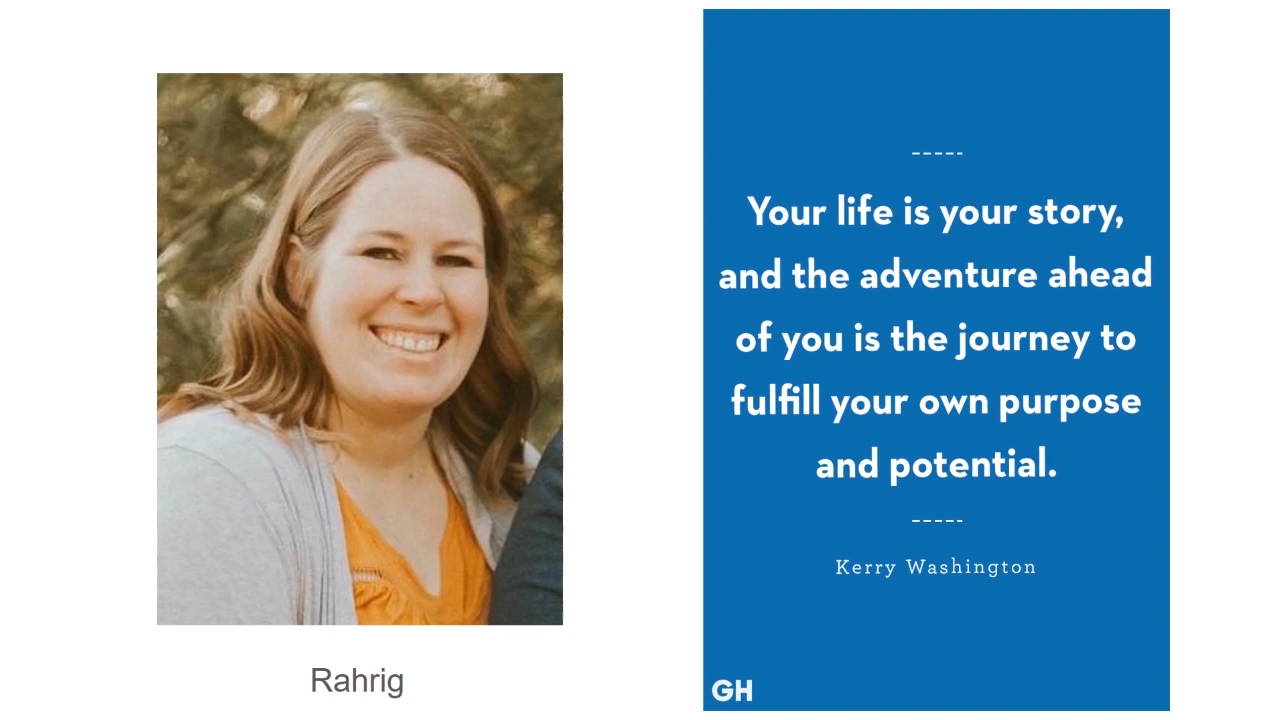 Rahrig
-----
Your life is your story,
and the adventure ahead
of you is the journey to
fulfill your own purpose
and potential.
-----
Kerry Washington
GH